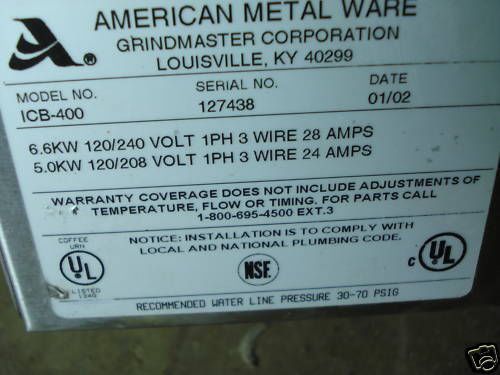 AMERICAN METAL WARE
GRINDMASTER CORPORATION
LOUISVILLE, KY 40299
MODEL NO. SERIAL NO. DATE
ICB-400 127438 01/02
6.6KW 120/240 VOLT 1PH 3 WIRE 28 AMPS
5.0KW 120/208 VOLT 1PH 3 WIRE 24 AMPS
WARRANTY COVERAGE DOES NOT INCLUDE ADJUSTMENTS OF
TEMPERATURE, FLOW OR TIMING. FOR PARTS CALL
1-800-695-4500 EXT.3
NOTICE: INSTALLATION IS TO COMPLY WITH
LOCAL AND NATIONAL PLUMBING CODE.
COFFEE
URN
UL
LISTED
NSF
C UL
RECOMMENDED WATER LINE PRESSURE 30-70 PSIG
ebY